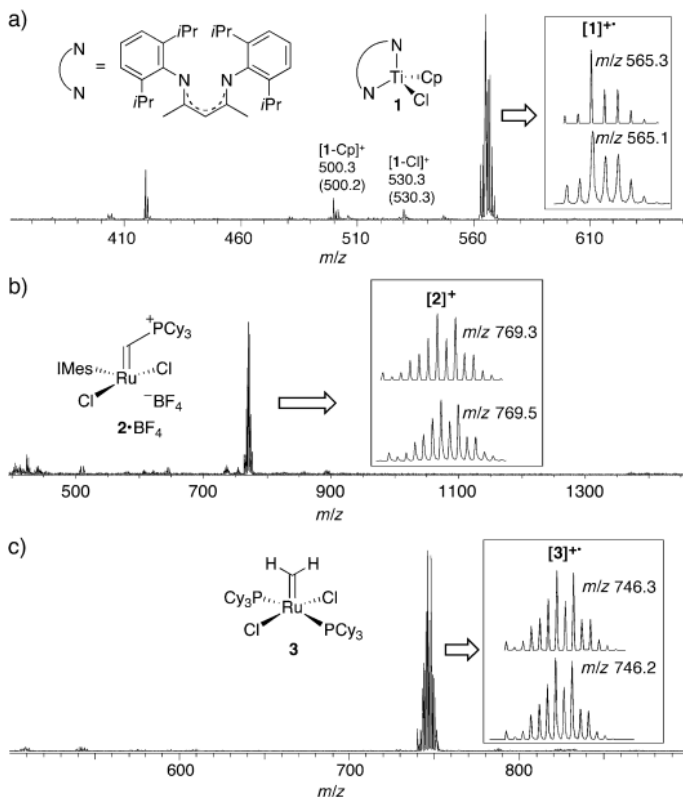 a)
iPr
iPr
N
N
=
N
N
iPr
iPr
N
N
Ti
Cp
Cl
1
[1]+•
m/z 565.3
m/z 565.1
[1-Cp]+
500.3
(500.2)
[1-Cl]+
530.3
(530.3)
410
460
510
560
610
m/z
b)
+
PCy3
IMes
Ru
Cl
Cl
−BF4
2•BF4
[2]+
m/z 769.3
m/z 769.5
500
700
900
1100
1300
m/z
c)
H
H
Cy3P
Ru
Cl
Cl
PCy3
3
[3]+•
m/z 746.3
m/z 746.2
600
700
800
m/z